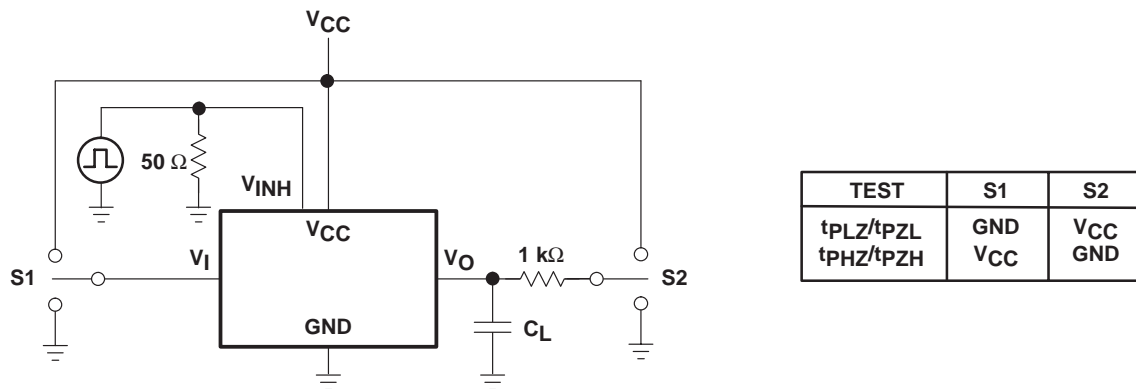 VCC
50 Ω
VINH
VCC
S1
VI
VO
1 kΩ
S2
GND
CL
TEST S1 S2
tPLZ/tPZL GND VCC
tPHZ/tPZH VCC GND